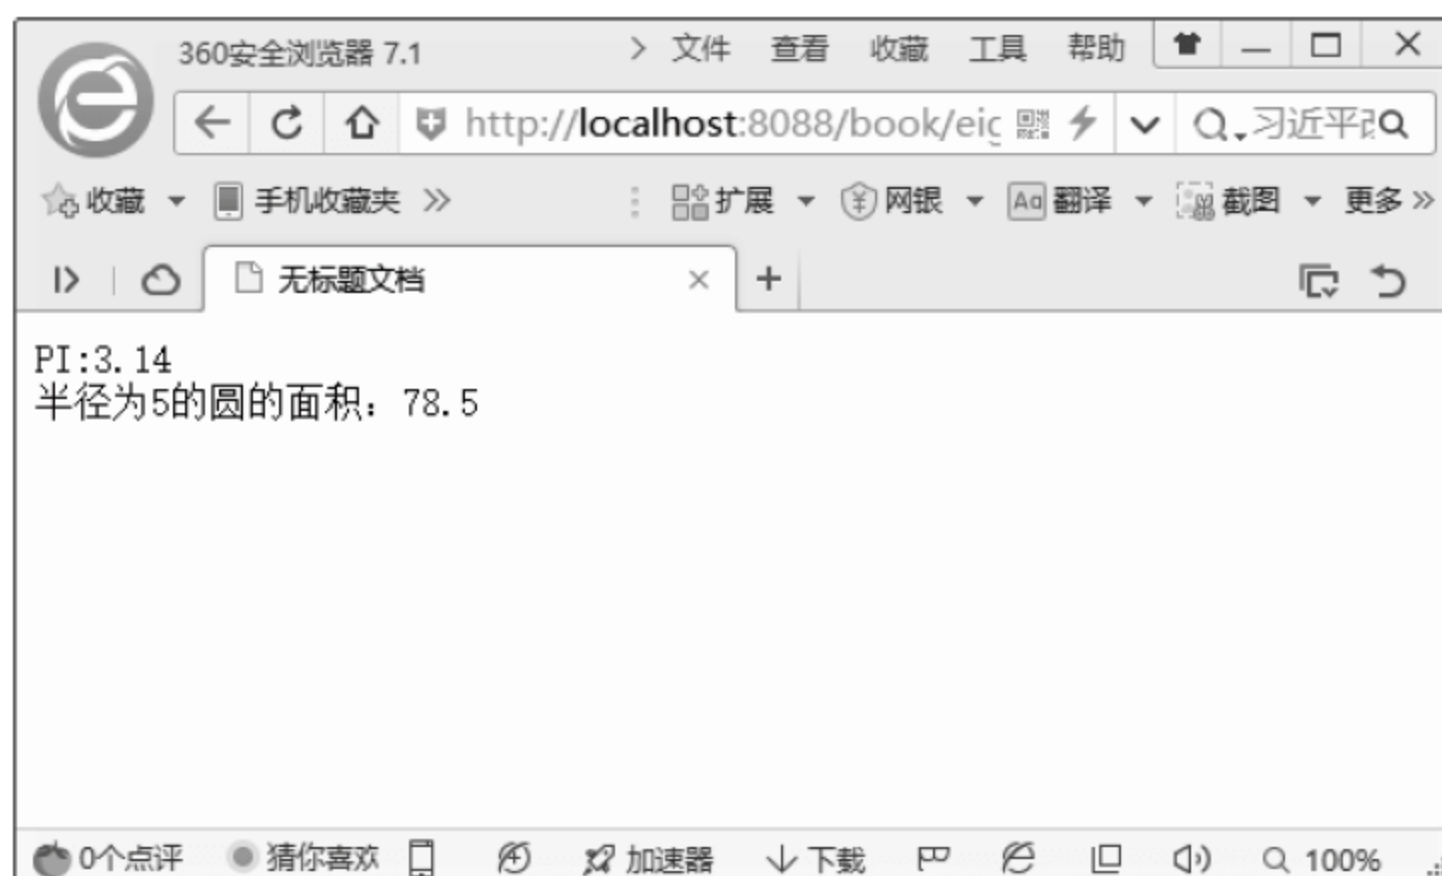 360安全浏览器 7.1 > 文件 查看 收藏 工具 帮助
http://localhost:8088/book/eig 习近平
收藏 手机收藏夹 » 扩展 网银 Aa 翻译 截图 更多 »
无标题文档 × +
PI:3.14
半径为5的圆的面积：78.5
0个点评 猜你喜欢 加速器 下载 100%